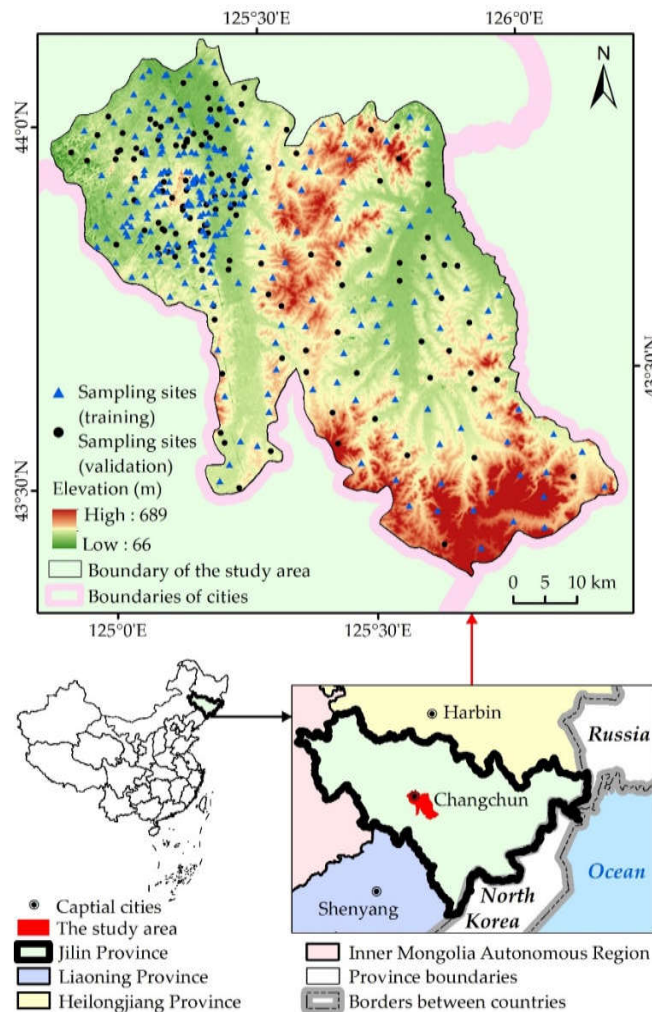 125°30'E
126°0'E
N
44°0'N
43°30'N
Sampling sites
(training)
Sampling sites
(validation)
Elevation (m)
High : 689
Low : 66
Boundary of the study area
Boundaries of cities
43°30'N
0 5 10 km
125°0'E
125°30'E
Harbin
Russia
Changchun
Ocean
North
Korea
Shenyang
Captial cities
The study area
Jilin Province
Liaoning Province
Heilongjiang Province
Inner Mongolia Autonomous Region
Province boundaries
Borders between countries